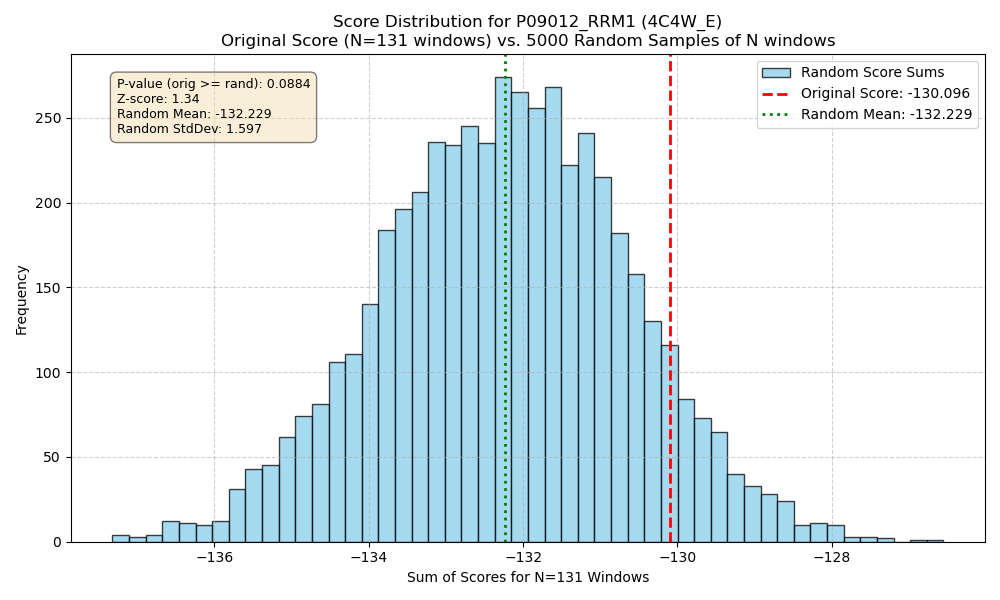 Score Distribution for P09012_RRM1 (4C4W_E)
Original Score (N=131 windows) vs. 5000 Random Samples of N windows
P-value (orig >= rand): 0.0884
Z-score: 1.34
Random Mean: -132.229
Random StdDev: 1.597
Random Score Sums
Original Score: -130.096
Random Mean: -132.229
Frequency
250
200
150
100
50
0
−136
−134
−132
−130
−128
Sum of Scores for N=131 Windows